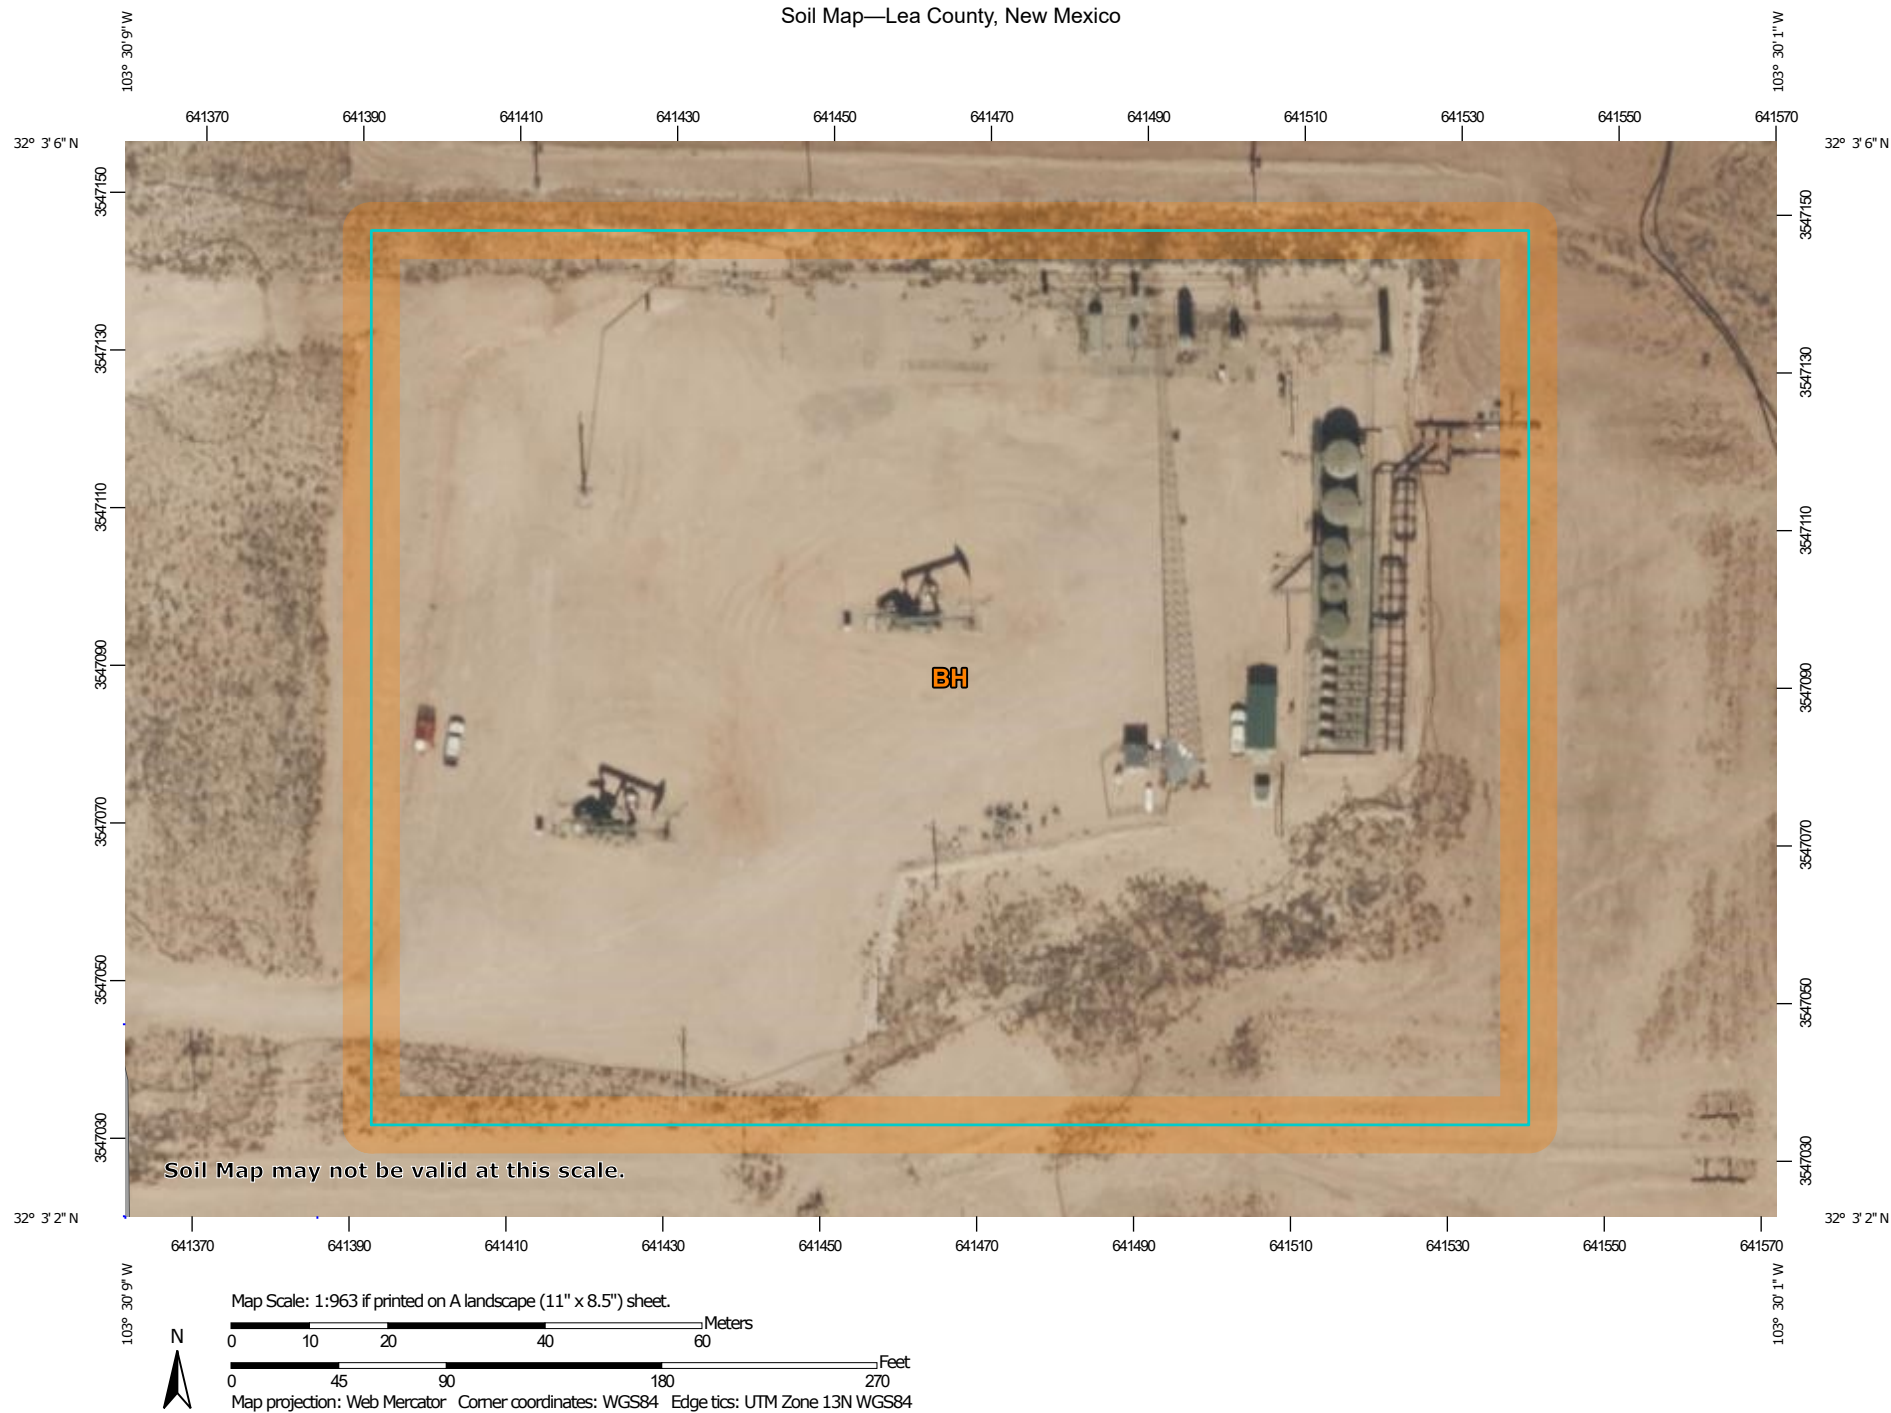 Soil Map—Lea County, New Mexico
103° 30' 9" W
103° 30' 1" W
641370 641390 641410 641430 641450 641470 641490 641510 641530 641550 641570
32° 3' 6" N
32° 3' 6" N
3547150
3547150
3547130
3547130
3547110
3547110
3547090
3547090
BH
3547070
3547070
3547050
3547050
3547030
3547030
Soil Map may not be valid at this scale.
32° 3' 2" N
32° 3' 2" N
641370 641390 641410 641430 641450 641470 641490 641510 641530 641550 641570
103° 30' 9" W
103° 30' 1" W
Map Scale: 1:963 if printed on A landscape (11" x 8.5") sheet.
Meters
0 10 20 40 60
N
Feet
0 45 90 180 270
Map projection: Web Mercator Corner coordinates: WGS84 Edge tics: UTM Zone 13N WGS84